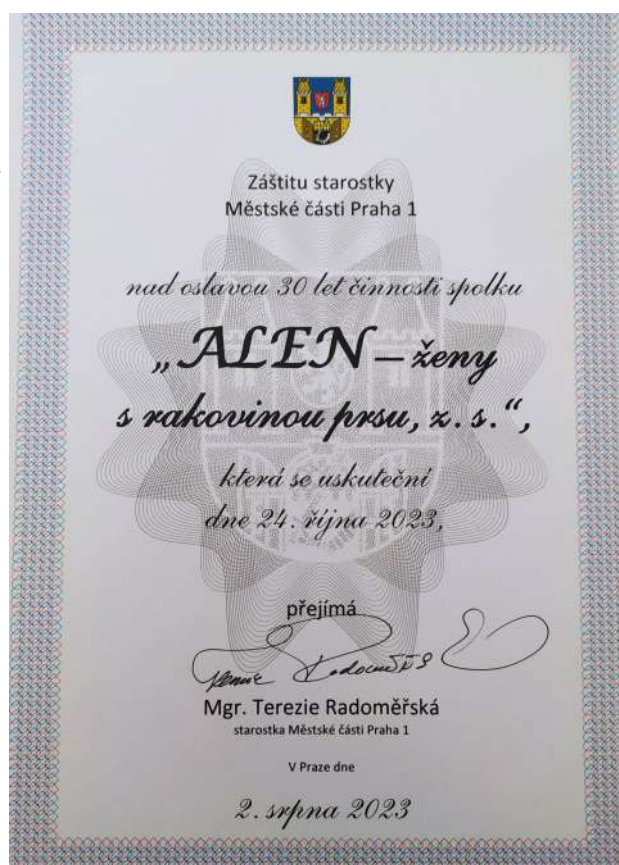 Záštitu starostky
Městské části Praha 1
nad oslavou 30 let činnosti spolku
„ALEN – ženy
s rakovinou prsu, z. s.“,
která se uskuteční
dne 24. října 2023,
přejímá
Mgr. Terezie Radoměřská
starostka Městské části Praha 1
V Praze dne
2. srpna 2023